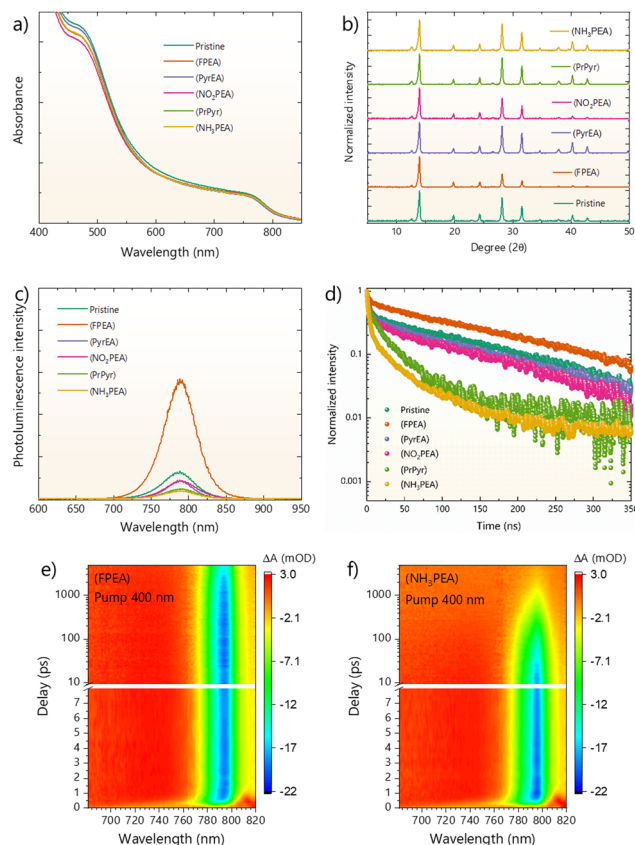 a)
Absorbance
Pristine
(FPEA)
(PyrEA)
(NO₂PEA)
(PrPyr)
(NH₃PEA)
400 500 600 700 800
Wavelength (nm)
b)
Normalized intensity
(NH₃PEA)
(PrPyr)
(NO₂PEA)
(PyrEA)
(FPEA)
Pristine
10 20 30 40 50
Degree (2θ)
c)
Photoluminescence intensity
Pristine
(FPEA)
(PyrEA)
(NO₂PEA)
(PrPyr)
(NH₃PEA)
600 650 700 750 800 850 900 950
Wavelength (nm)
d)
Normalized intensity
1
0.1
0.01
0.001
Pristine
(FPEA)
(PyrEA)
(NO₂PEA)
(PrPyr)
(NH₃PEA)
0 50 100 150 200 250 300 350
Time (ns)
e)
(FPEA)
Pump 400 nm
Delay (ps)
1000
100
10
7
6
5
4
3
2
1
0
700 720 740 760 780 800 820
Wavelength (nm)
ΔA (mOD)
3.0
-2.1
-7.1
-12
-17
-22
f)
(NH₃PEA)
Pump 400 nm
Delay (ps)
1000
100
10
7
6
5
4
3
2
1
0
700 720 740 760 780 800 820
Wavelength (nm)
ΔA (mOD)
3.0
-2.1
-7.1
-12
-17
-22